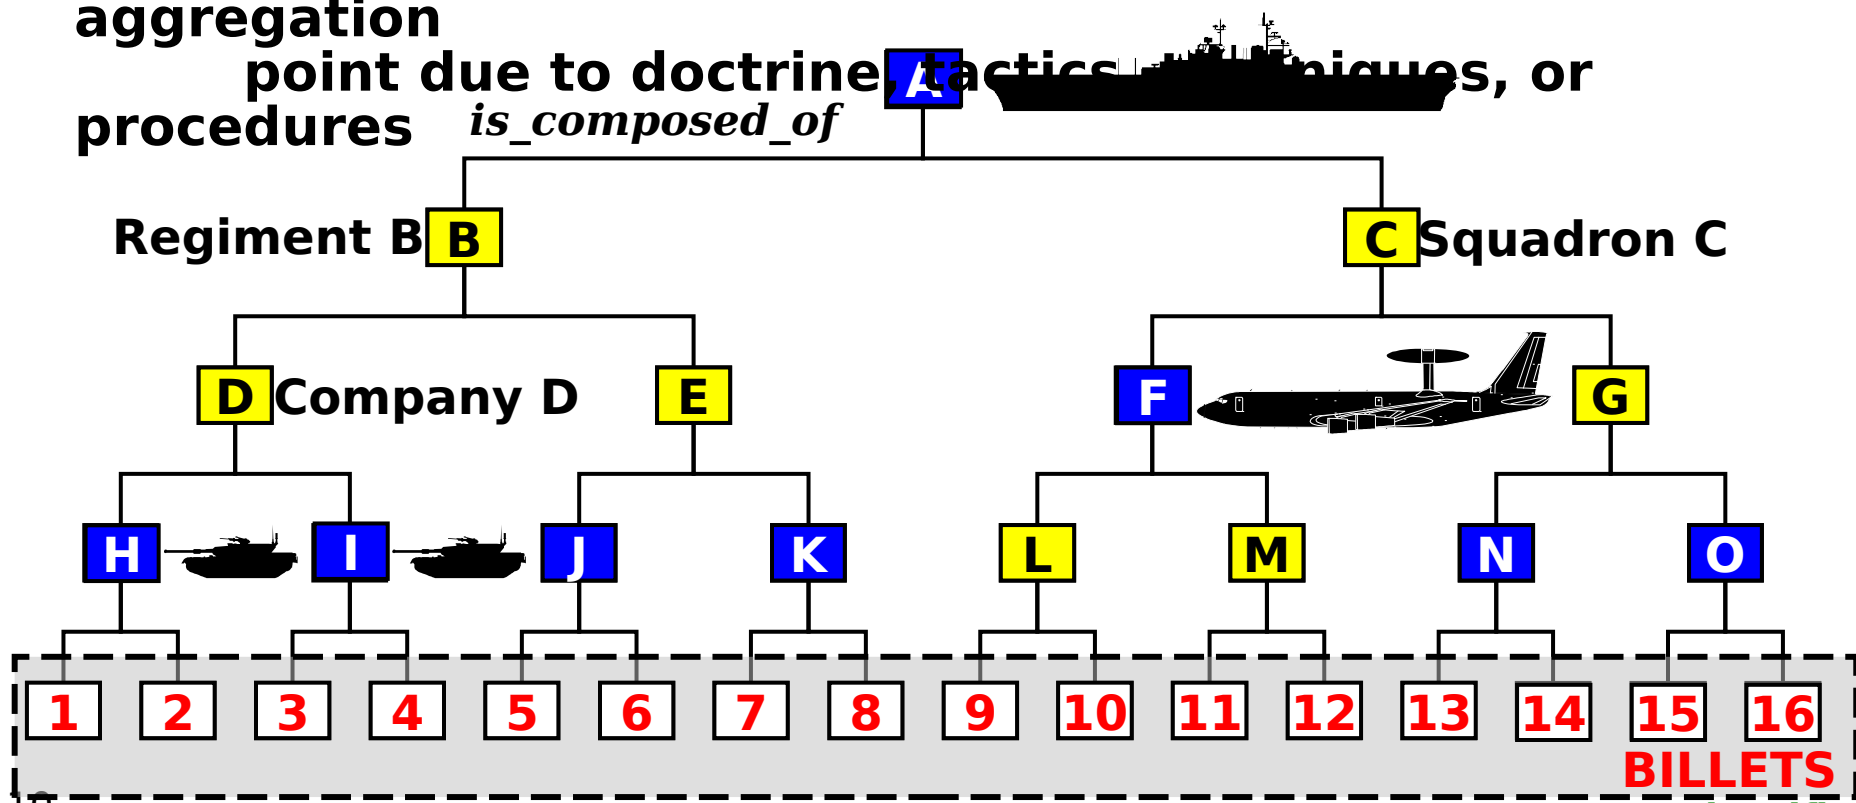 aggregation
point due to doctrine, tactics niques, or
procedures is_composed_of
A
Regiment B B C Squadron C
D Company D E F G
H I J K L M N O
1 2 3 4 5 6 7 8 9 10 11 12 13 14 15 16
BILLETS